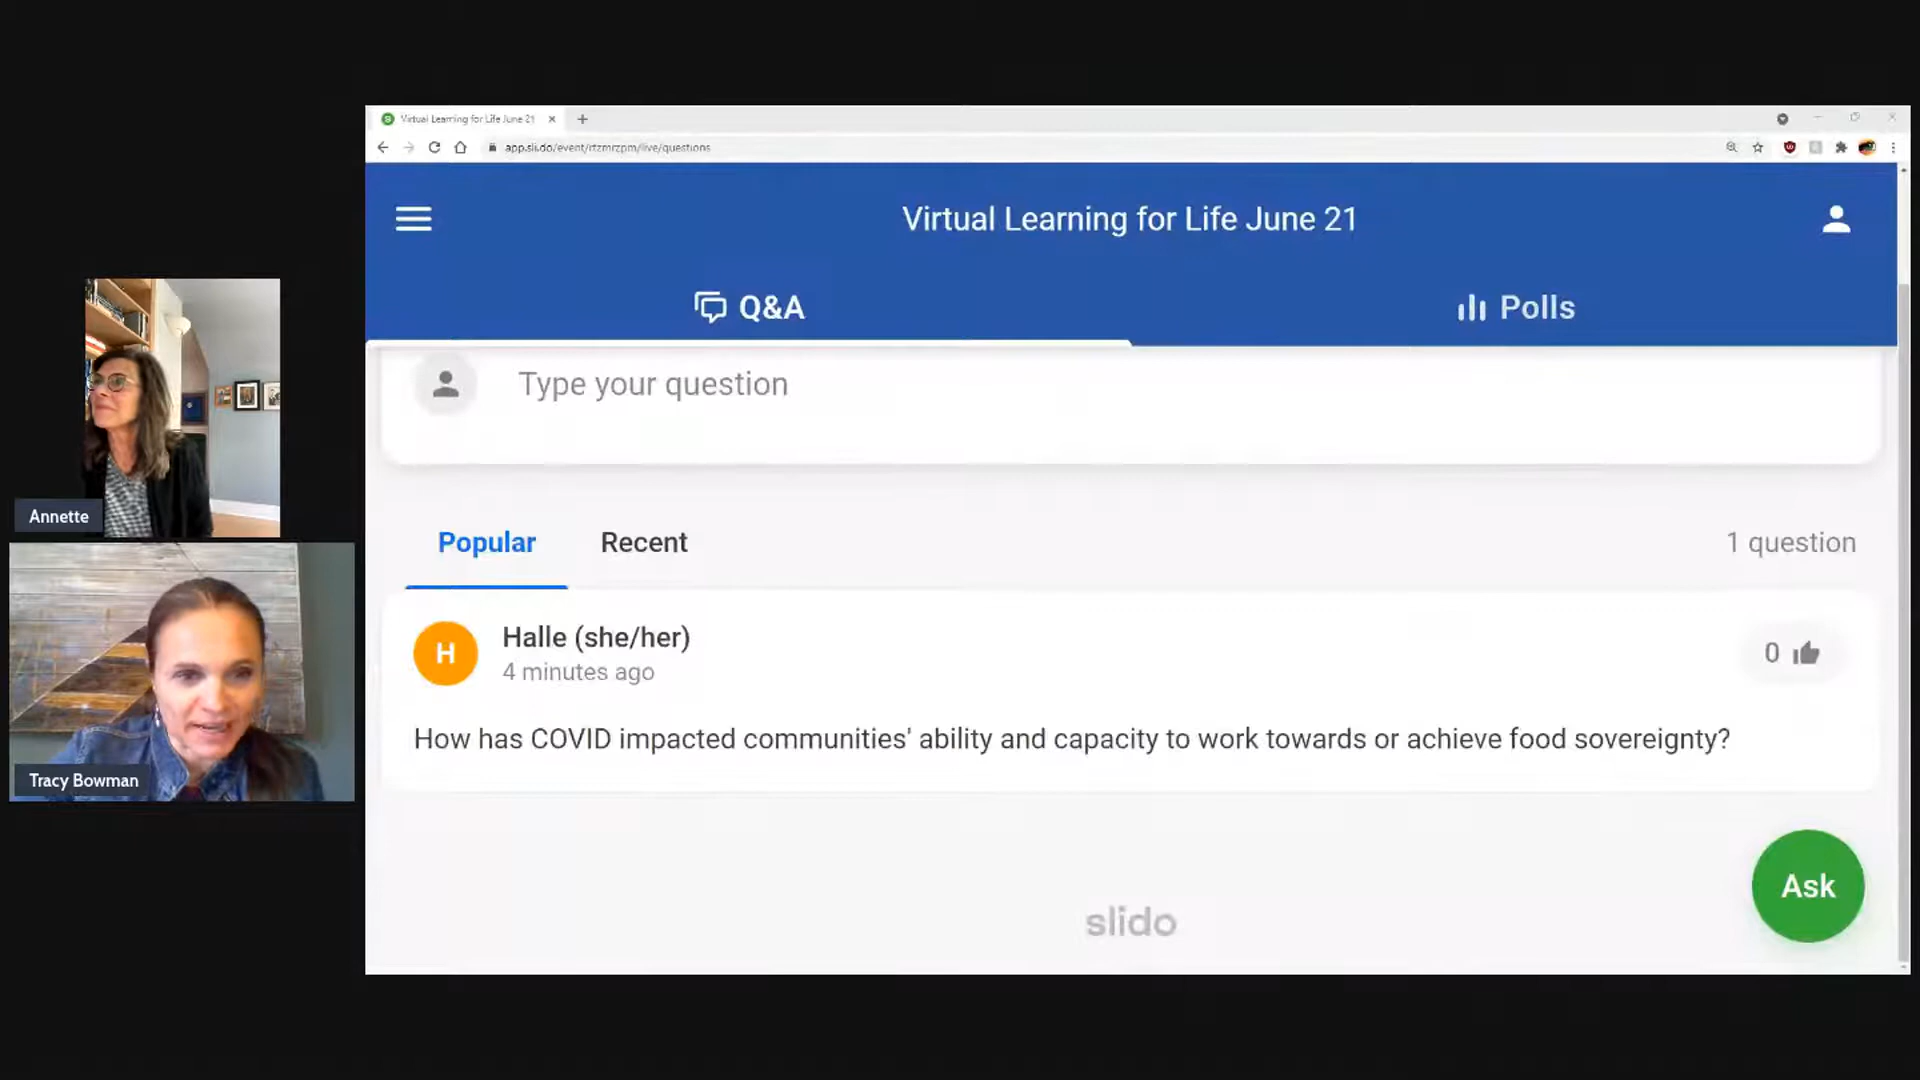 Virtual Learning for Life June 21
app.sli.do/event/rtzmrzpm/live/questions
Virtual Learning for Life June 21
Q&A
Polls
Type your question
Popular
Recent
1 question
H
Halle (she/her)
4 minutes ago
0
How has COVID impacted communities' ability and capacity to work towards or achieve food sovereignty?
Ask
slido
Annette
Tracy Bowman